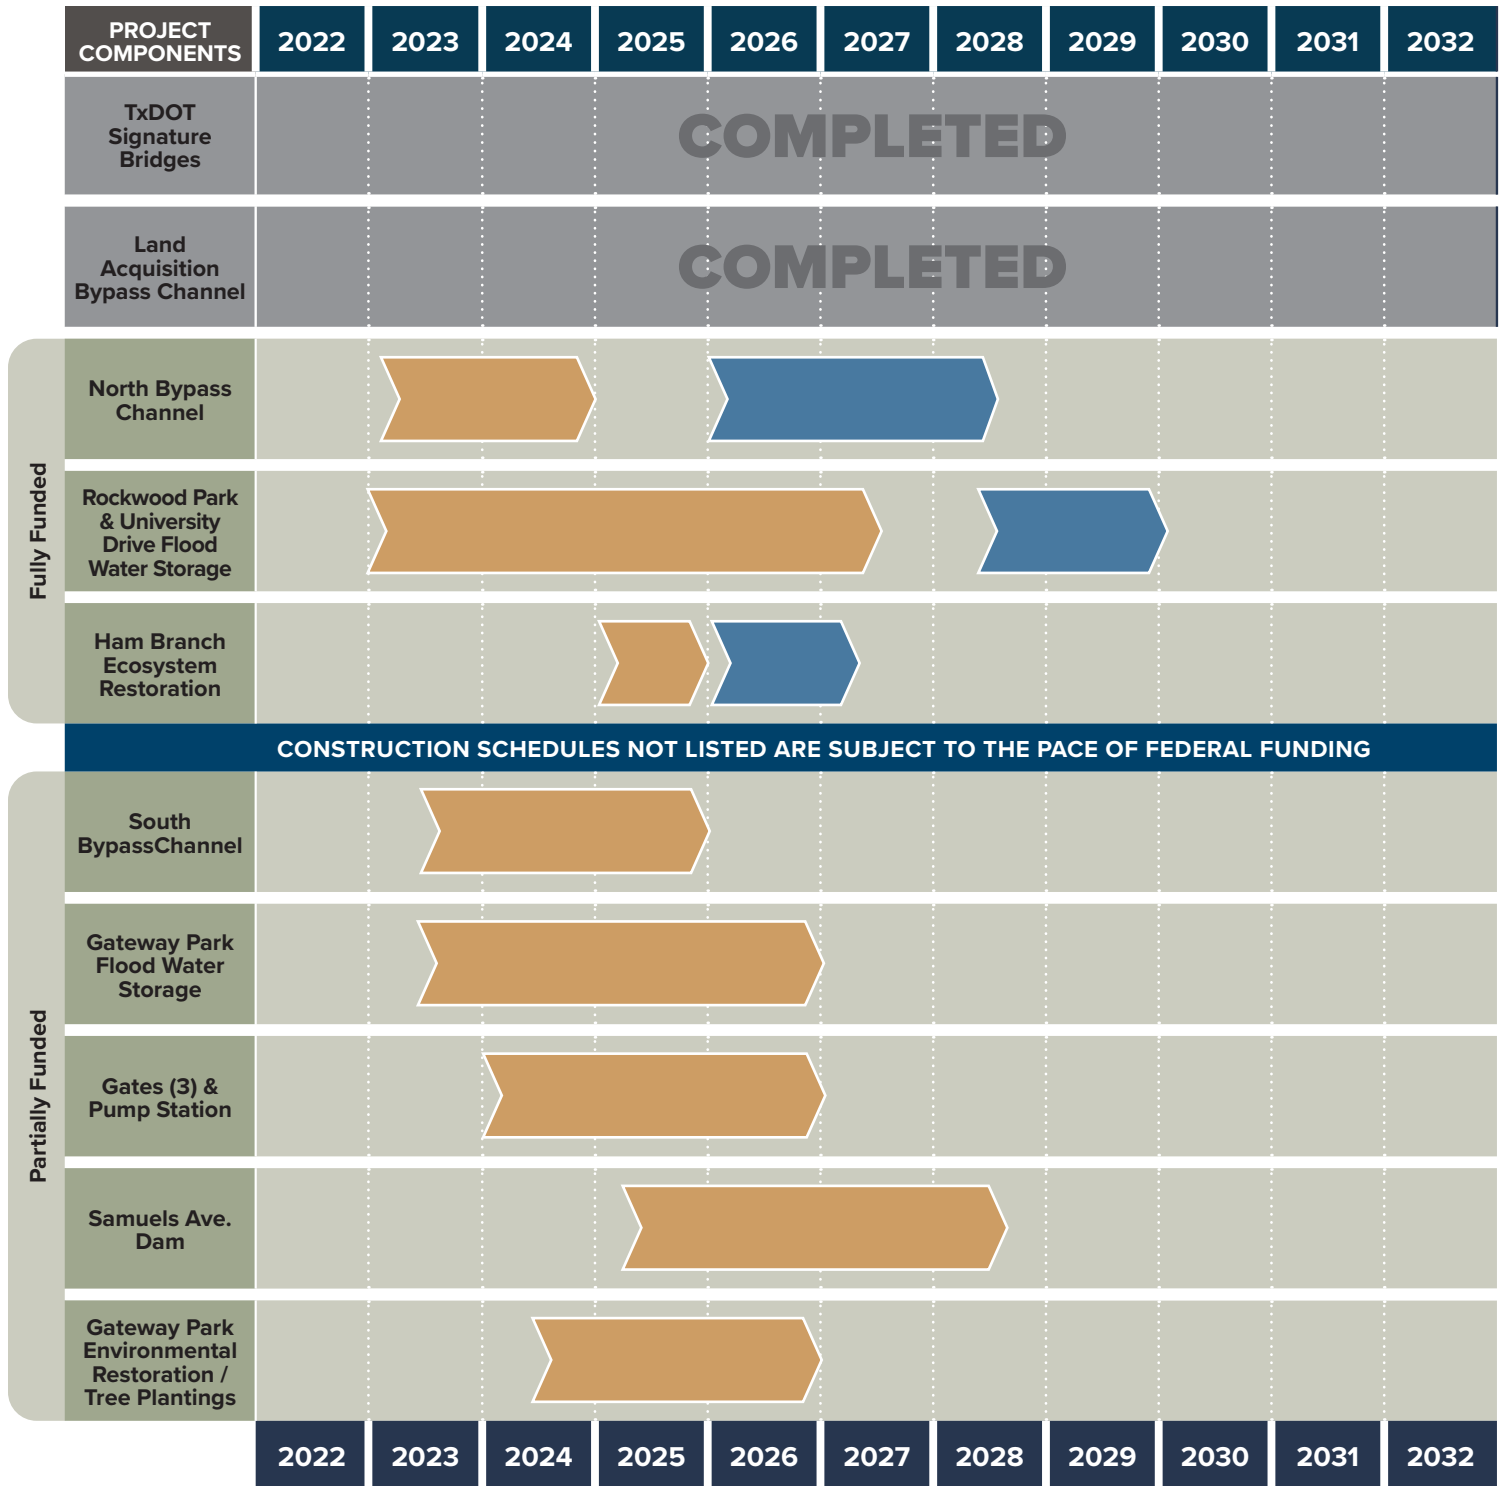 PROJECT
COMPONENTS
2022 2023 2024 2025 2026 2027 2028 2029 2030 2031 2032
TxDOT
Signature
Bridges
COMPLETED
Land
Acquisition
Bypass Channel
COMPLETED
Fully Funded
North Bypass
Channel
Rockwood Park
& University
Drive Flood
Water Storage
Ham Branch
Ecosystem
Restoration
CONSTRUCTION SCHEDULES NOT LISTED ARE SUBJECT TO THE PACE OF FEDERAL FUNDING
Partially Funded
South
BypassChannel
Gateway Park
Flood Water
Storage
Gates (3) &
Pump Station
Samuels Ave.
Dam
Gateway Park
Environmental
Restoration /
Tree Plantings
2022 2023 2024 2025 2026 2027 2028 2029 2030 2031 2032